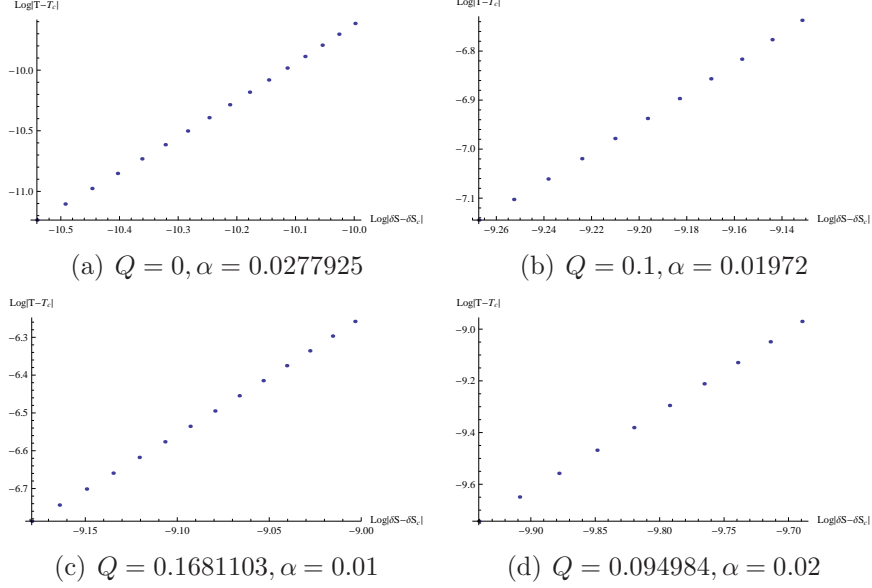 Log|T−T_c|
−10.0
−10.5
−11.0
−10.5 −10.4 −10.3 −10.2 −10.1 −10.0
Log|δS−δS_c|
(a) Q = 0, α = 0.0277925
Log|T−T_c|
−6.8
−6.9
−7.0
−7.1
−9.26 −9.24 −9.22 −9.20 −9.18 −9.16 −9.14
Log|δS−δS_c|
(b) Q = 0.1, α = 0.01972
Log|T−T_c|
−6.3
−6.4
−6.5
−6.6
−6.7
−9.15 −9.10 −9.05 −9.00
Log|δS−δS_c|
(c) Q = 0.1681103, α = 0.01
Log|T−T_c|
−9.0
−9.2
−9.4
−9.6
−9.90 −9.85 −9.80 −9.75 −9.70
Log|δS−δS_c|
(d) Q = 0.094984, α = 0.02